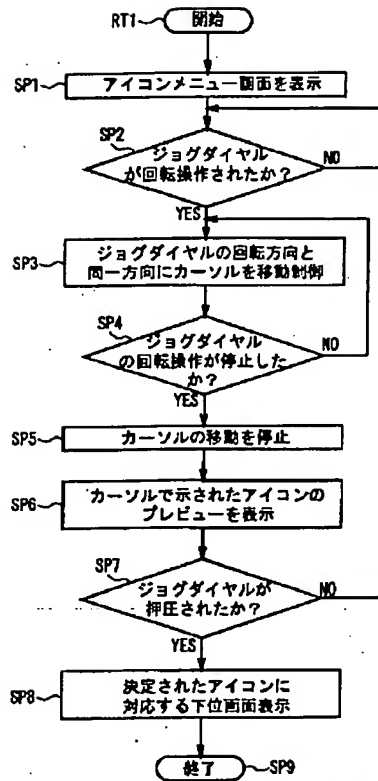 RT1 開始
SP1 アイコンメニュー画面を表示
SP2
ジョグダイヤル
が回転操作されたか？
NO
YES
SP3
ジョグダイヤルの回転方向と
同一方向にカーソルを移動制御
SP4
ジョグダイヤル
の回転操作が停止した
か？
NO
YES
SP5 カーソルの移動を停止
SP6
カーソルで示されたアイコンの
プレビューを表示
SP7
ジョグダイヤルが
押圧されたか？
NO
YES
SP8
決定されたアイコンに
対応する下位画面表示
終了 SP9